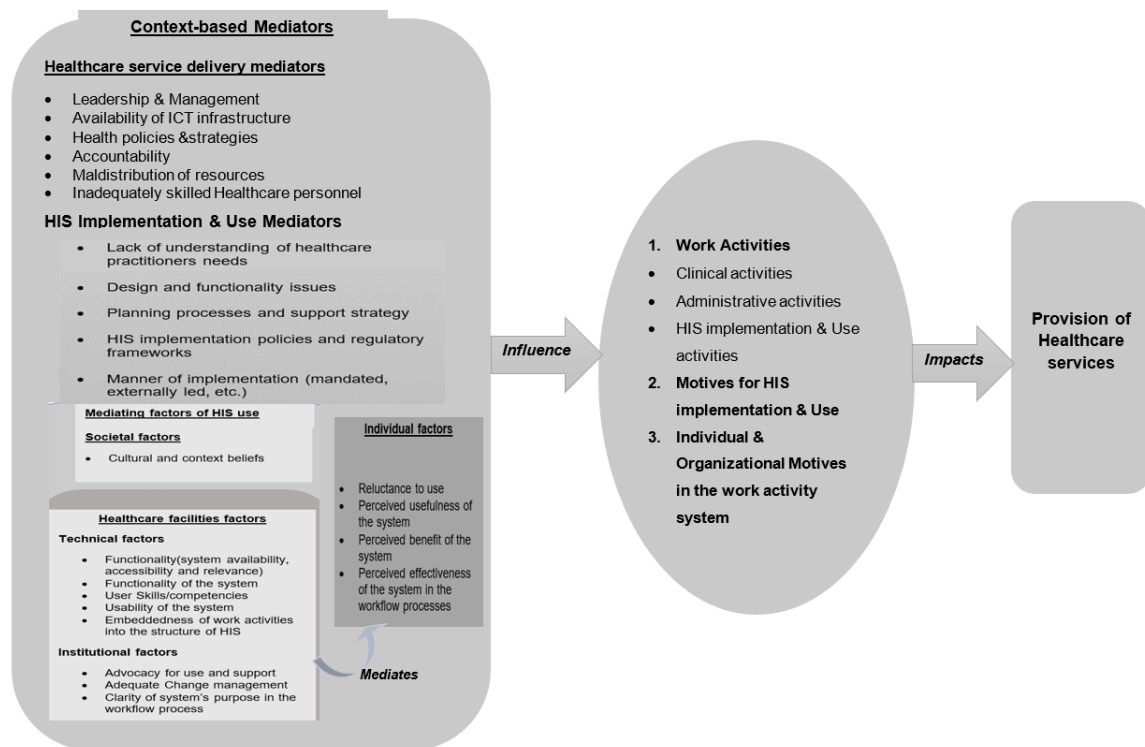 Context-based Mediators
Healthcare service delivery mediators
• Leadership & Management
• Availability of ICT infrastructure
• Health policies &strategies
• Accountability
• Maldistribution of resources
• Inadequately skilled Healthcare personnel
HIS Implementation & Use Mediators
• Lack of understanding of healthcare
practitioners needs
• Design and functionality issues
• Planning processes and support strategy
• HIS implementation policies and regulatory
frameworks
• Manner of implementation (mandated,
externally led, etc.)
Mediating factors of HIS use
Societal factors
• Cultural and context beliefs
Healthcare facilities factors
Technical factors
• Functionality(system availability,
accessibility and relevance)
• Functionality of the system
• User Skills/competencies
• Usability of the system
• Embeddedness of work activities
into the structure of HIS
Institutional factors
• Advocacy for use and support
• Adequate Change management
• Clarity of system's purpose in the
workflow process
Individual factors
• Reluctance to use
• Perceived usefulness of
the system
• Perceived benefit of the
system
• Perceived effectiveness
of the system in the
workflow processes
Mediates
Influence
1. Work Activities
• Clinical activities
• Administrative activities
• HIS implementation & Use
activities
2. Motives for HIS
implementation & Use
3. Individual &
Organizational Motives
in the work activity
system
Impacts
Provision of
Healthcare
services